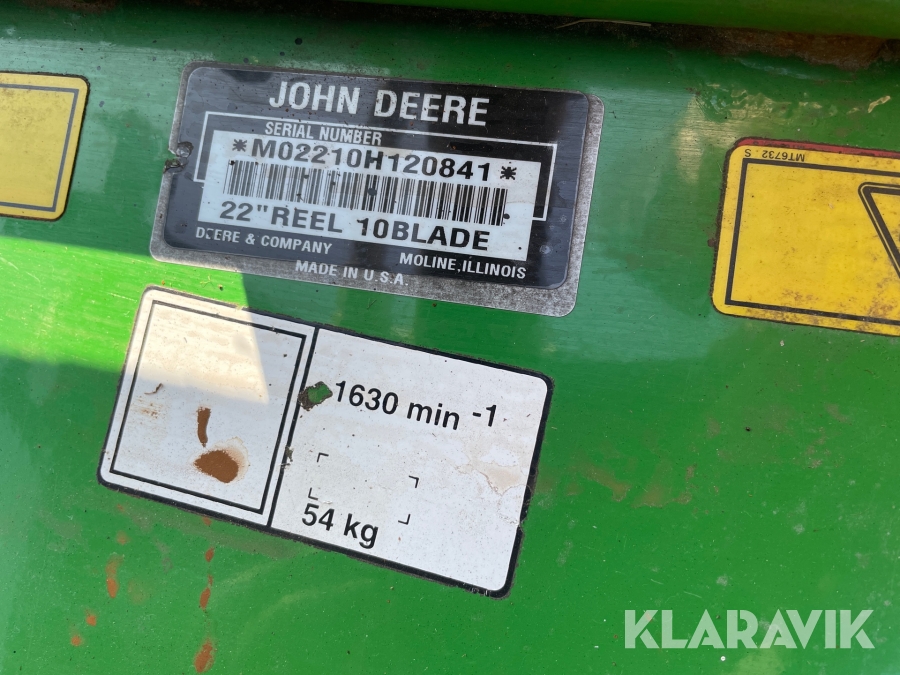 JOHN DEERE
SERIAL NUMBER
*M02210H120841*
22"REEL 10BLADE
DEERE & COMPANY MOLINE, ILLINOIS
MADE IN U.S.A.
MT6732 S
1630 min -1
54 kg
KLARAVIK